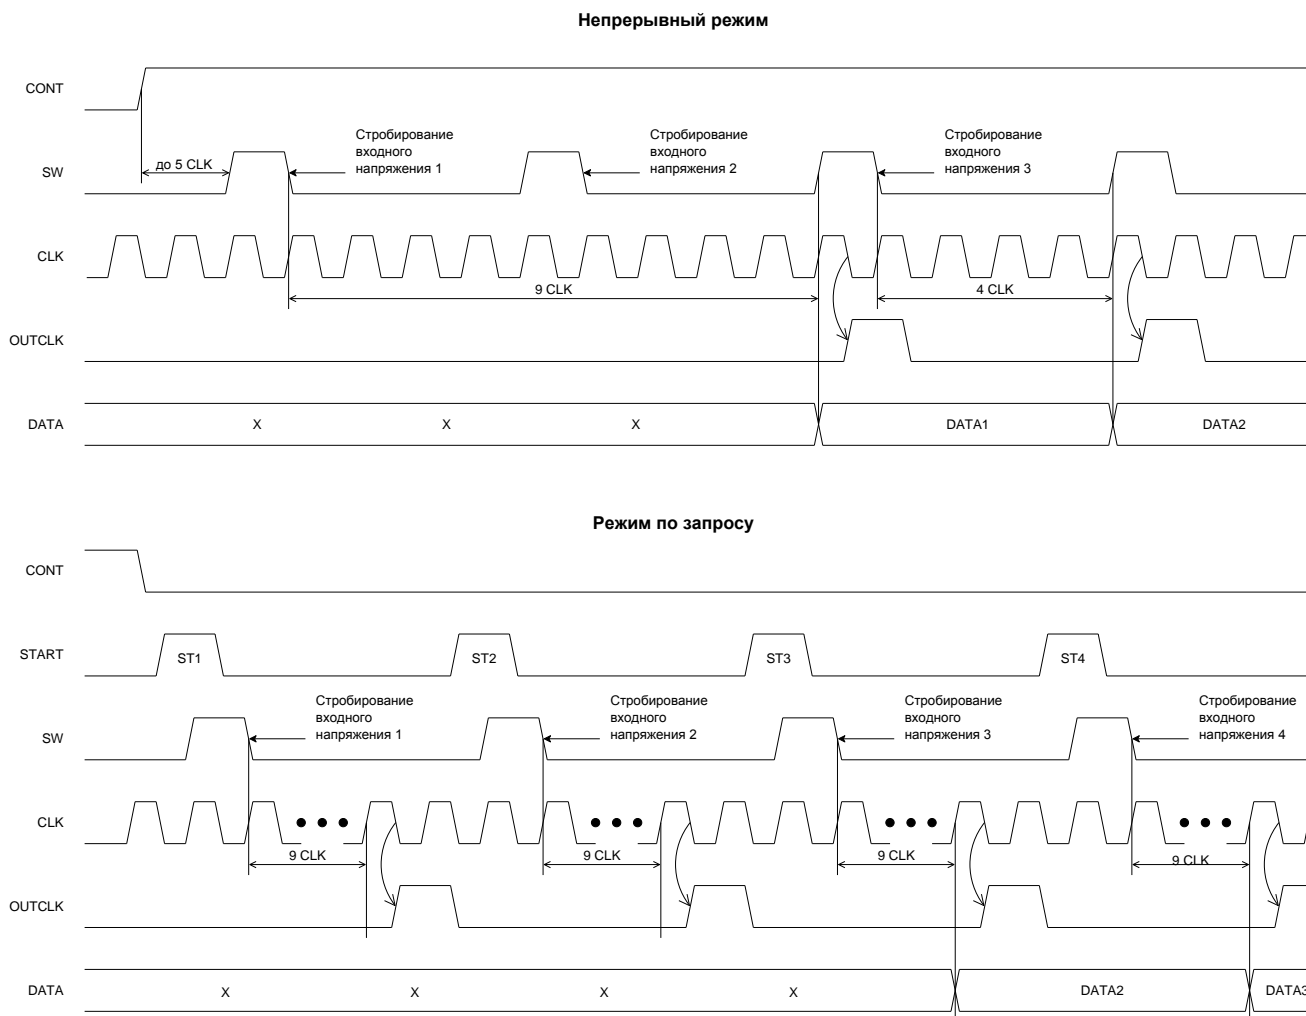 Непрерывный режим
CONT
Стробирование
входного
напряжения 1
Стробирование
входного
напряжения 2
Стробирование
входного
напряжения 3
до 5 CLK
SW
CLK
9 CLK
4 CLK
OUTCLK
DATA
X
X
X
DATA1
DATA2
Режим по запросу
CONT
START
ST1
ST2
ST3
ST4
Стробирование
входного
напряжения 1
Стробирование
входного
напряжения 2
Стробирование
входного
напряжения 3
Стробирование
входного
напряжения 4
SW
CLK
9 CLK
9 CLK
9 CLK
9 CLK
OUTCLK
DATA
X
X
X
X
DATA2
DATA3